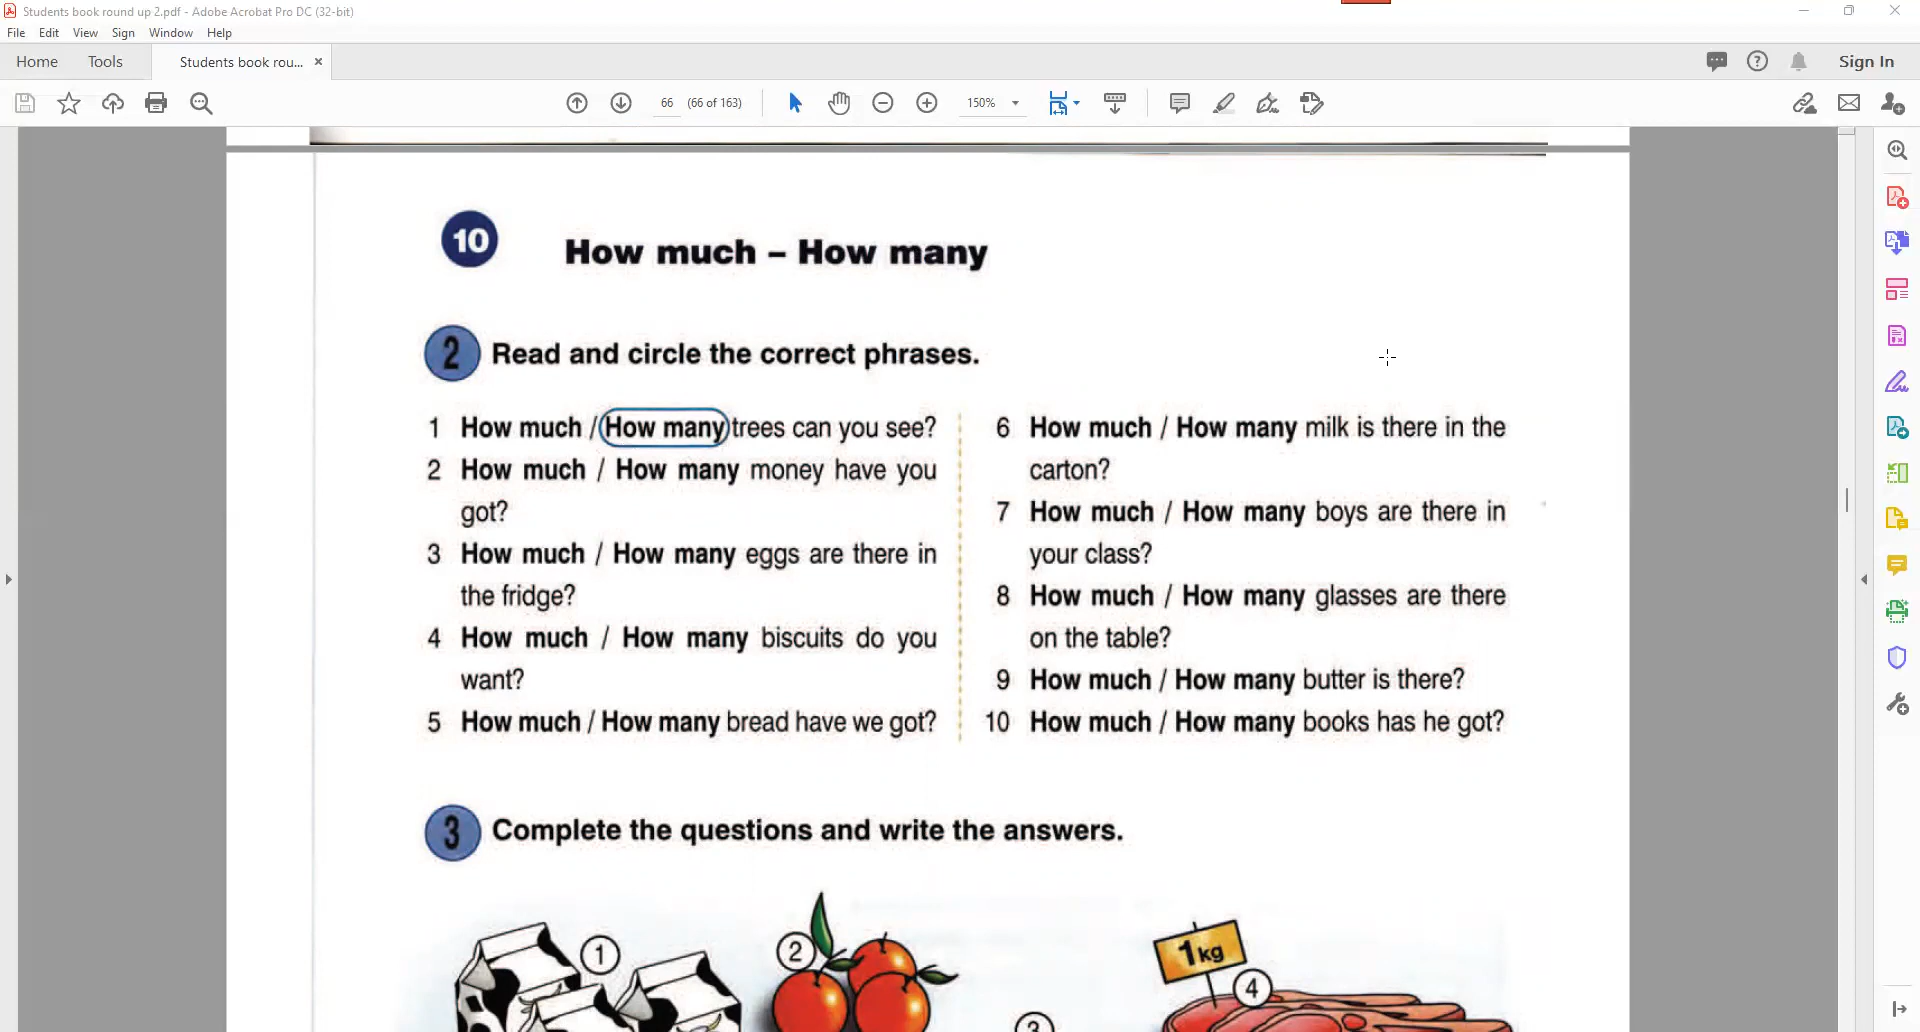 Students book round up 2.pdf - Adobe Acrobat Pro DC (32-bit)
File Edit View Sign Window Help
Home Tools Students book rou... × Sign In
66 (66 of 163) 150%
10 How much – How many
2 Read and circle the correct phrases.
1 How much / How many trees can you see?
2 How much / How many money have you
got?
3 How much / How many eggs are there in
the fridge?
4 How much / How many biscuits do you
want?
5 How much / How many bread have we got?
6 How much / How many milk is there in the
carton?
7 How much / How many boys are there in
your class?
8 How much / How many glasses are there
on the table?
9 How much / How many butter is there?
10 How much / How many books has he got?
3 Complete the questions and write the answers.
1
2
1 kg
4
3